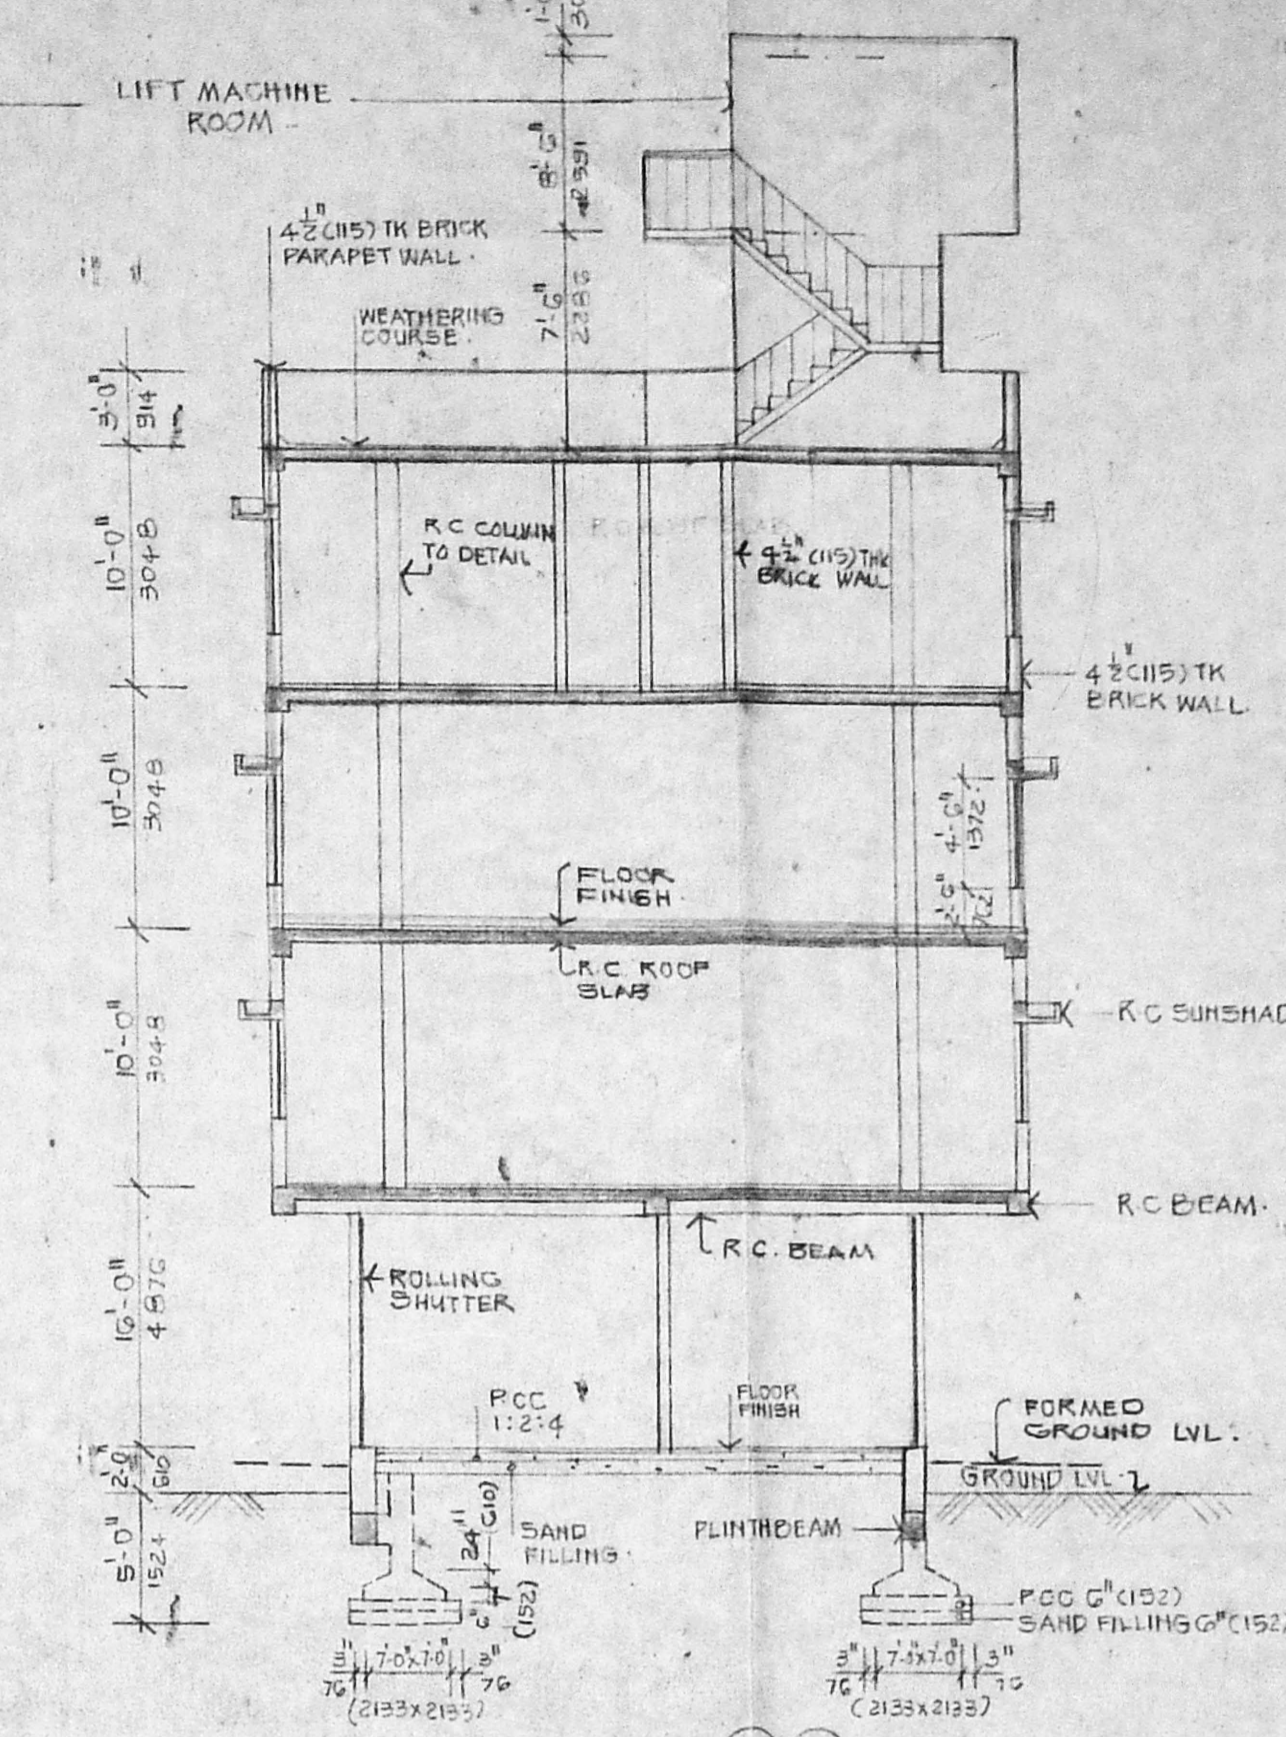 LIFT MACHINE
ROOM
8'-6"
2591
4½"(115) TK BRICK
PARAPET WALL.
WEATHERING
COURSE.
7'-6"
2286
3'-0"
914
10'-0"
3048
R C COLUMN
TO DETAIL
4½" (115) THK
BRICK WALL
4½"(115) TK
BRICK WALL.
10'-0"
3048
4'-6"
1372
2'-6"
762
FLOOR
FINISH.
R.C. ROOF
SLAB
10'-0"
3048
R C SUNSHAD
R C BEAM.
R.C. BEAM
ROLLING
SHUTTER
16'-0"
4876
P.CC
1:2:4
FLOOR
FINISH
FORMED
GROUND LVL.
GROUND LVL.
2'-0"
610
5'-0"
1524
24"
(610)
SAND
FILLING.
PLINTHBEAM
6"
(152)
PCC 6"(152)
SAND FILLING 6"(152)
3" 7'-0"x7'-0" 3"
76 76
(2133x2133)
3" 7'-0"x7'-0" 3"
76 76
(2133x2133)